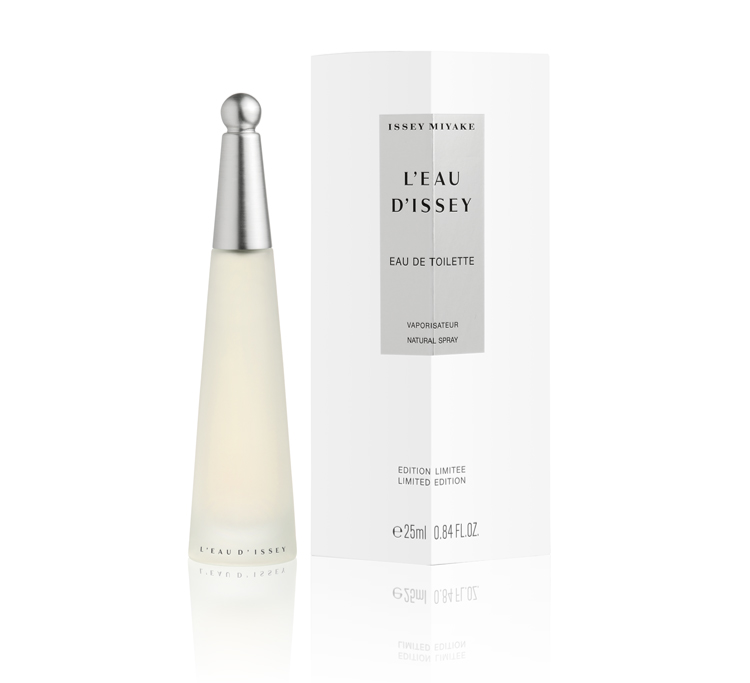 ISSEY MIYAKE
L'EAU
D'ISSEY
EAU DE TOILETTE
VAPORISATEUR
NATURAL SPRAY
EDITION LIMITEE
LIMITED EDITION
℮25ml 0.84 FL.OZ.
L'EAU D'ISSEY